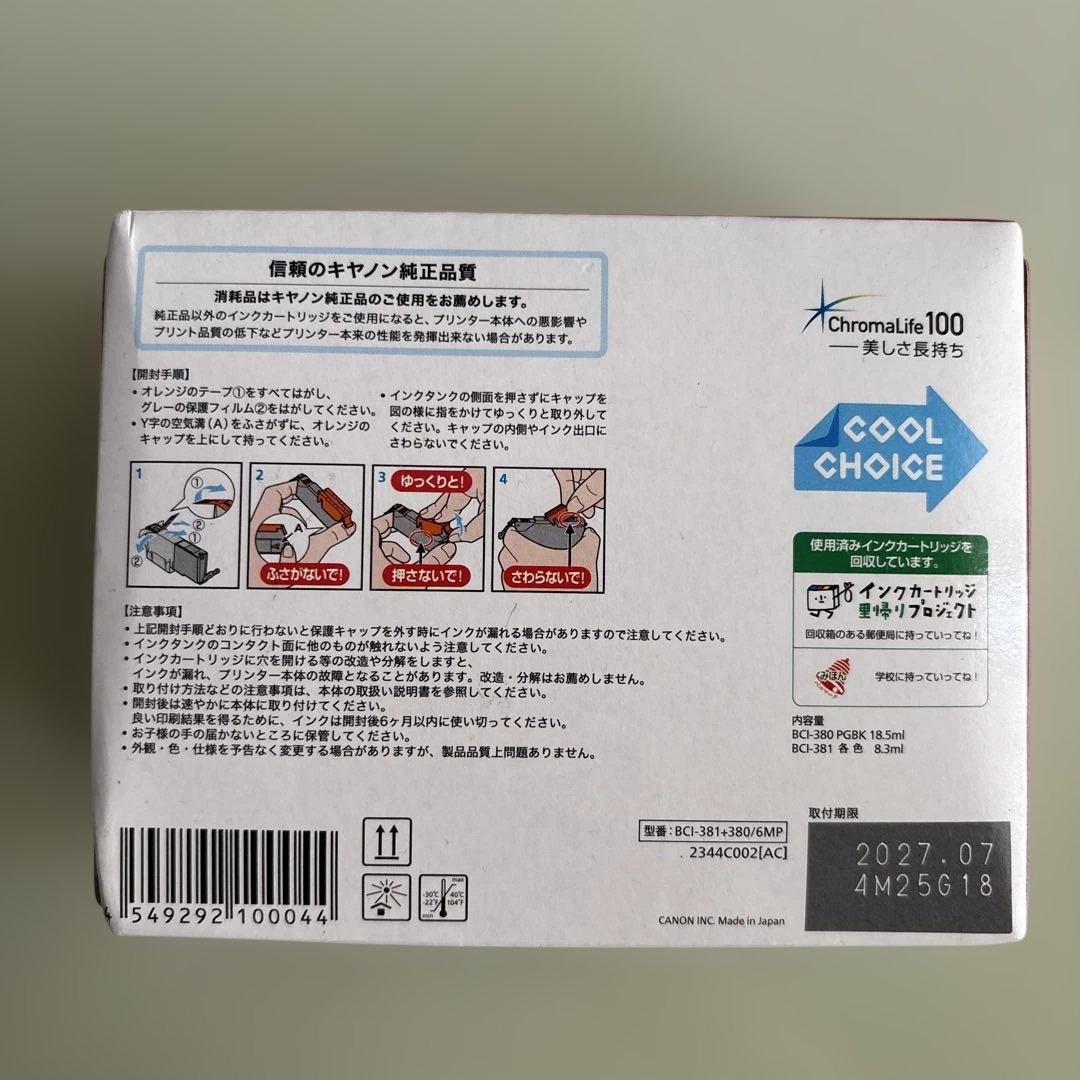 信頼のキヤノン純正品質
消耗品はキヤノン純正品のご使用をお薦めします。
純正品以外のインクカートリッジをご使用になると、プリンター本体への悪影響や
プリント品質の低下などプリンター本来の性能を発揮出来ない場合があります。
ChromaLife100
美しさ長持ち
【開封手順】
・オレンジのテープ①をすべてはがし、
グレーの保護フィルム②をはがしてください。
・Y字の空気溝(A)をふさがずに、オレンジの
キャップを上にして持ってください。
・インクタンクの側面を押さずにキャップを
図の様に指をかけてゆっくりと取り外して
ください。キャップの内側やインク出口に
さわらないでください。
COOL
CHOICE
1
①
②
①
②
2
A
ふさがないで!
3
ゆっくりと!
押さないで!
4
さわらないで!
使用済みインクカートリッジを
回収しています。
インクカートリッジ
里帰りプロジェクト
回収箱のある郵便局に持っていってね!
学校に持っていってね!
【注意事項】
・上記開封手順どおりに行わないと保護キャップを外す時にインクが漏れる場合がありますので注意してください。
・インクタンクのコンタクト面に他のものが触れないよう注意してください。
・インクカートリッジに穴を開ける等の改造や分解をしますと、
インクが漏れ、プリンター本体の故障となることがあります。改造・分解はお薦めしません。
・取り付け方法などの注意事項は、本体の取扱い説明書を参照してください。
・開封後は速やかに本体に取り付けてください。
良い印刷結果を得るために、インクは開封後6ヶ月以内に使い切ってください。
・お子様の手の届かないところに保管してください。
・外観・色・仕様を予告なく変更する場合がありますが、製品品質上問題ありません。
内容量
BCI-380 PGBK 18.5ml
BCI-381 各色 8.3ml
取付期限
2027.07
4M25G18
型番:BCI-381+380/6MP
2344C002[AC]
max
-30℃ 40℃
-22°F 104°F
min
4 549292 100044
CANON INC. Made in Japan